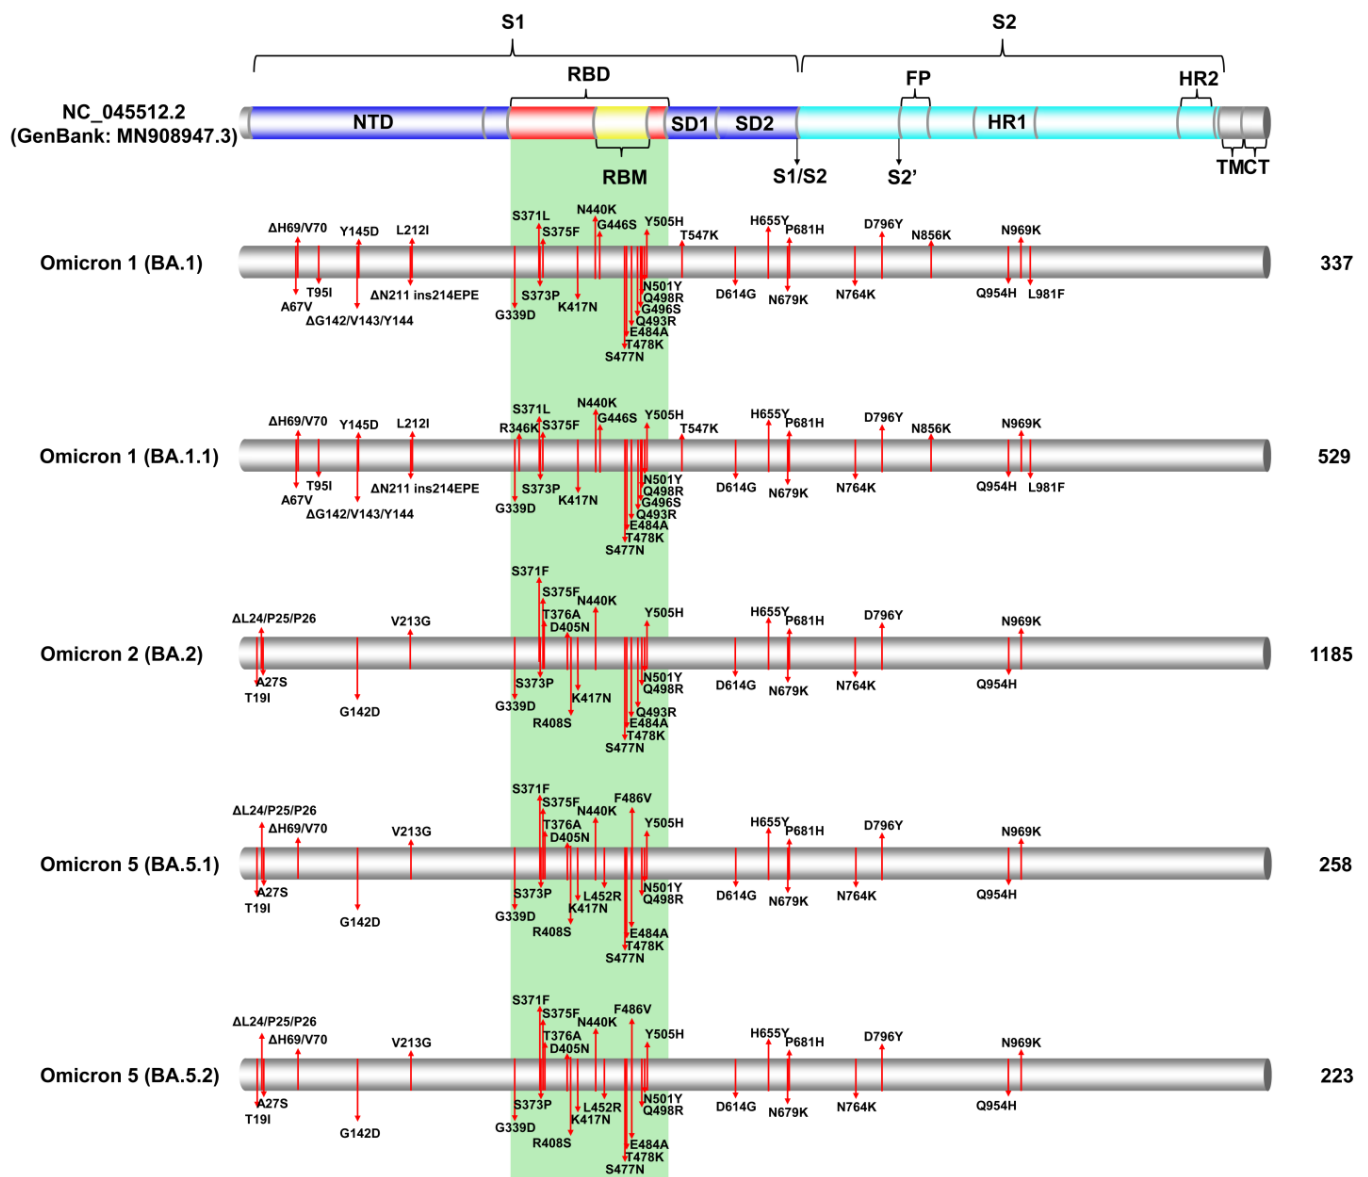 S1 S2
RBD FP HR2
NC_045512.2
(GenBank: MN908947.3)
NTD SD1 SD2 HR1
RBM S1/S2 S2’ TM CT
S371L N440K
ΔH69/V70 Y145D L212I S375F G446S Y505H T547K H655Y P681H D796Y N856K N969K
Omicron 1 (BA.1) 337
A67V T95I ΔG142/V143/Y144 ΔN211 ins214EPE G339D S373P K417N N501Y D614G N679K N764K Q954H L981F
Q498R
G496S
Q493R
E484A
T478K
S477N
S371L N440K
ΔH69/V70 Y145D L212I R346K S375F G446S Y505H T547K H655Y P681H D796Y N856K N969K
Omicron 1 (BA.1.1) 529
A67V T95I ΔG142/V143/Y144 ΔN211 ins214EPE G339D S373P K417N N501Y D614G N679K N764K Q954H L981F
Q498R
G496S
Q493R
E484A
T478K
S477N
S371F
S375F N440K
ΔL24/P25/P26 V213G T376A D405N Y505H H655Y P681H D796Y N969K
Omicron 2 (BA.2) 1185
T19I A27S G142D G339D S373P R408S K417N N501Y D614G N679K N764K Q954H
Q498R
Q493R
E484A
T478K
S477N
S371F
S375F N440K F486V
ΔL24/P25/P26 ΔH69/V70 V213G T376A D405N Y505H H655Y P681H D796Y N969K
Omicron 5 (BA.5.1) 258
T19I A27S G142D G339D S373P R408S K417N L452R N501Y D614G N679K N764K Q954H
Q498R
E484A
T478K
S477N
S371F
S375F N440K F486V
ΔL24/P25/P26 ΔH69/V70 V213G T376A D405N Y505H H655Y P681H D796Y N969K
Omicron 5 (BA.5.2) 223
T19I A27S G142D G339D S373P R408S K417N L452R N501Y D614G N679K N764K Q954H
Q498R
E484A
T478K
S477N